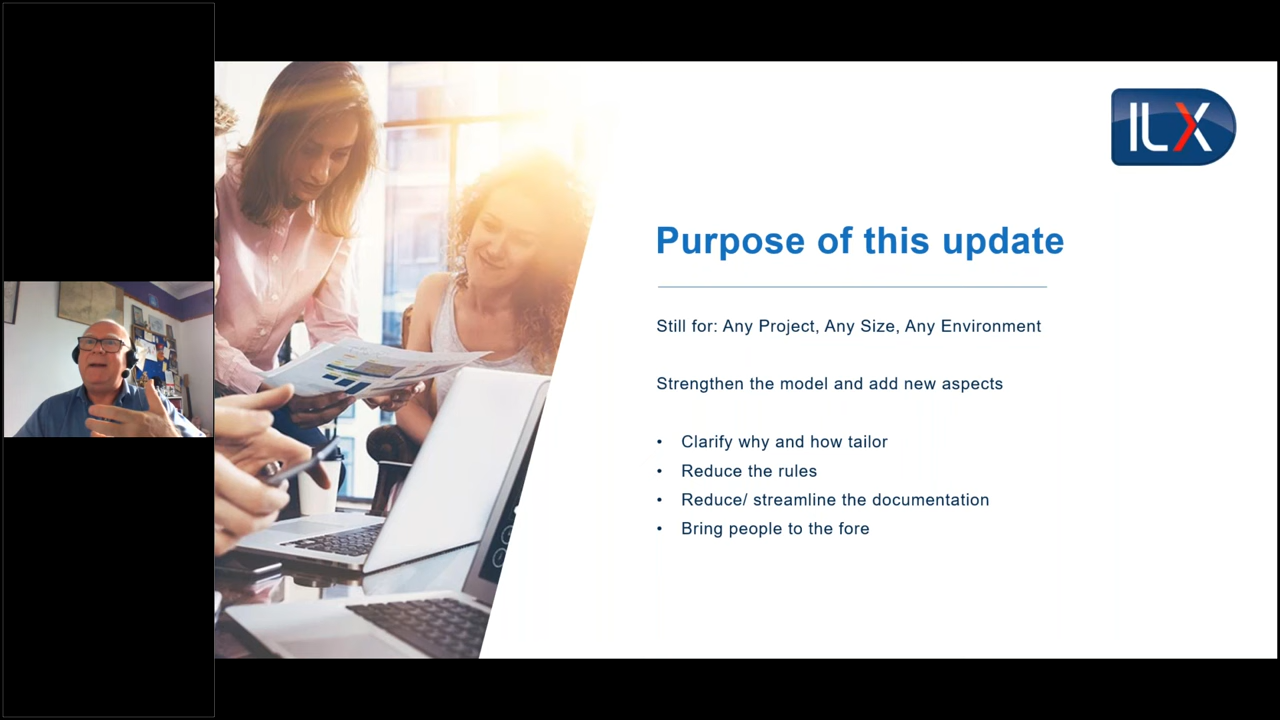 ILX
Purpose of this update
Still for: Any Project, Any Size, Any Environment
Strengthen the model and add new aspects
• Clarify why and how tailor
• Reduce the rules
• Reduce/ streamline the documentation
• Bring people to the fore